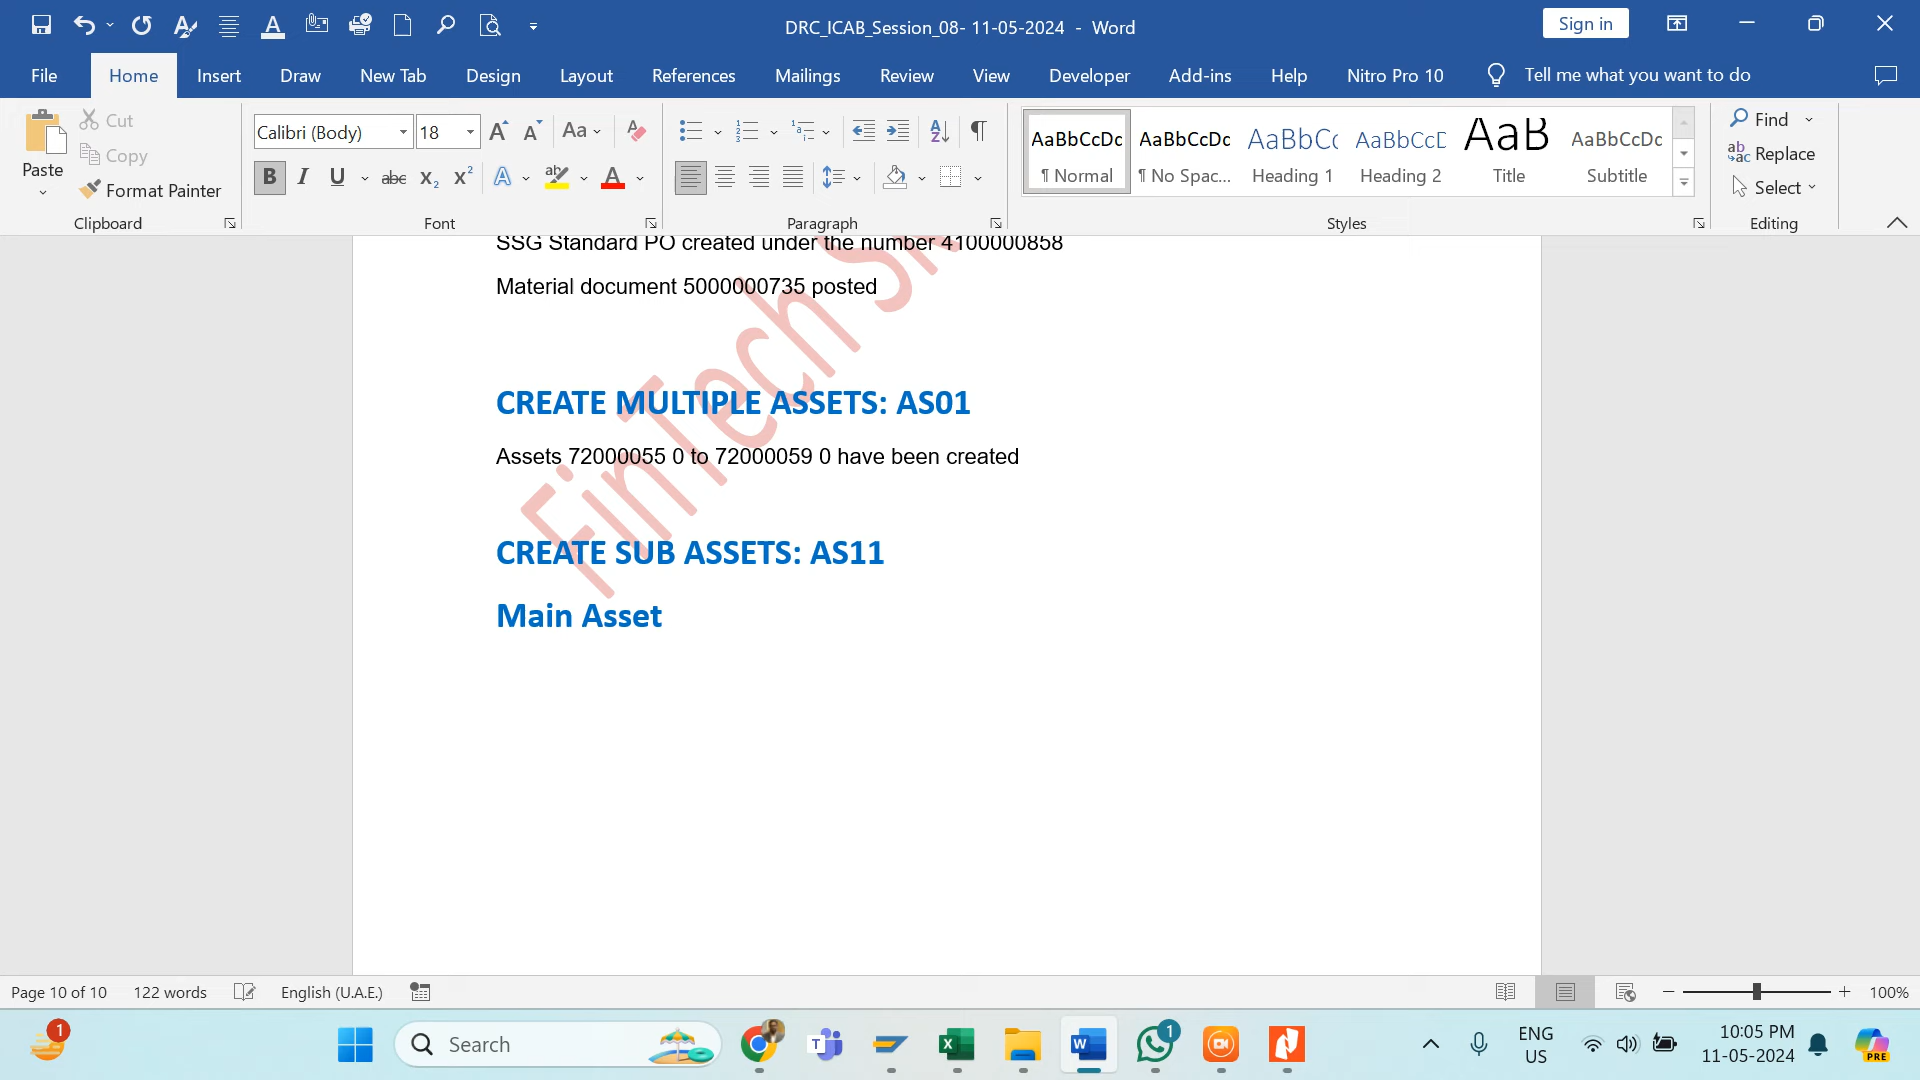 DRC_ICAB_Session_08- 11-05-2024 - Word
Sign in
File Home Insert Draw New Tab Design Layout References Mailings Review View Developer Add-ins Help Nitro Pro 10 Tell me what you want to do
Paste
Cut
Copy
Format Painter
Clipboard
Calibri (Body) 18
Font
Paragraph
AaBbCcDc AaBbCcDc AaBbCc AaBbCcD AaB AaBbCcDc
¶ Normal ¶ No Spac... Heading 1 Heading 2 Title Subtitle
Styles
Find
Replace
Select
Editing
SSG Standard PO created under the number 4100000858
Material document 5000000735 posted
CREATE MULTIPLE ASSETS: AS01
Assets 72000055 0 to 72000059 0 have been created
CREATE SUB ASSETS: AS11
Main Asset
FinTech
Page 10 of 10 122 words English (U.A.E.) 100%
1
Search
1
ENG
US
10:05 PM
11-05-2024
PRE